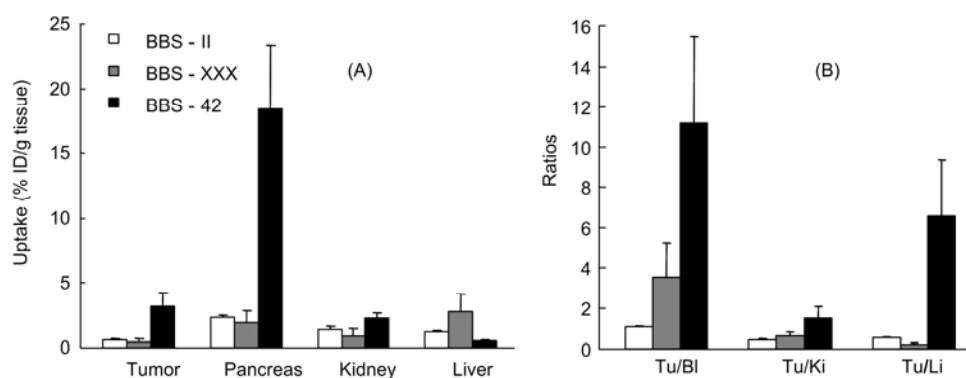 25
20
15
10
5
0
Uptake (% ID/g tissue)
BBS - II
BBS - XXX
BBS - 42
(A)
Tumor Pancreas Kidney Liver
16
14
12
10
8
6
4
2
0
Ratios
(B)
Tu/Bl Tu/Ki Tu/Li